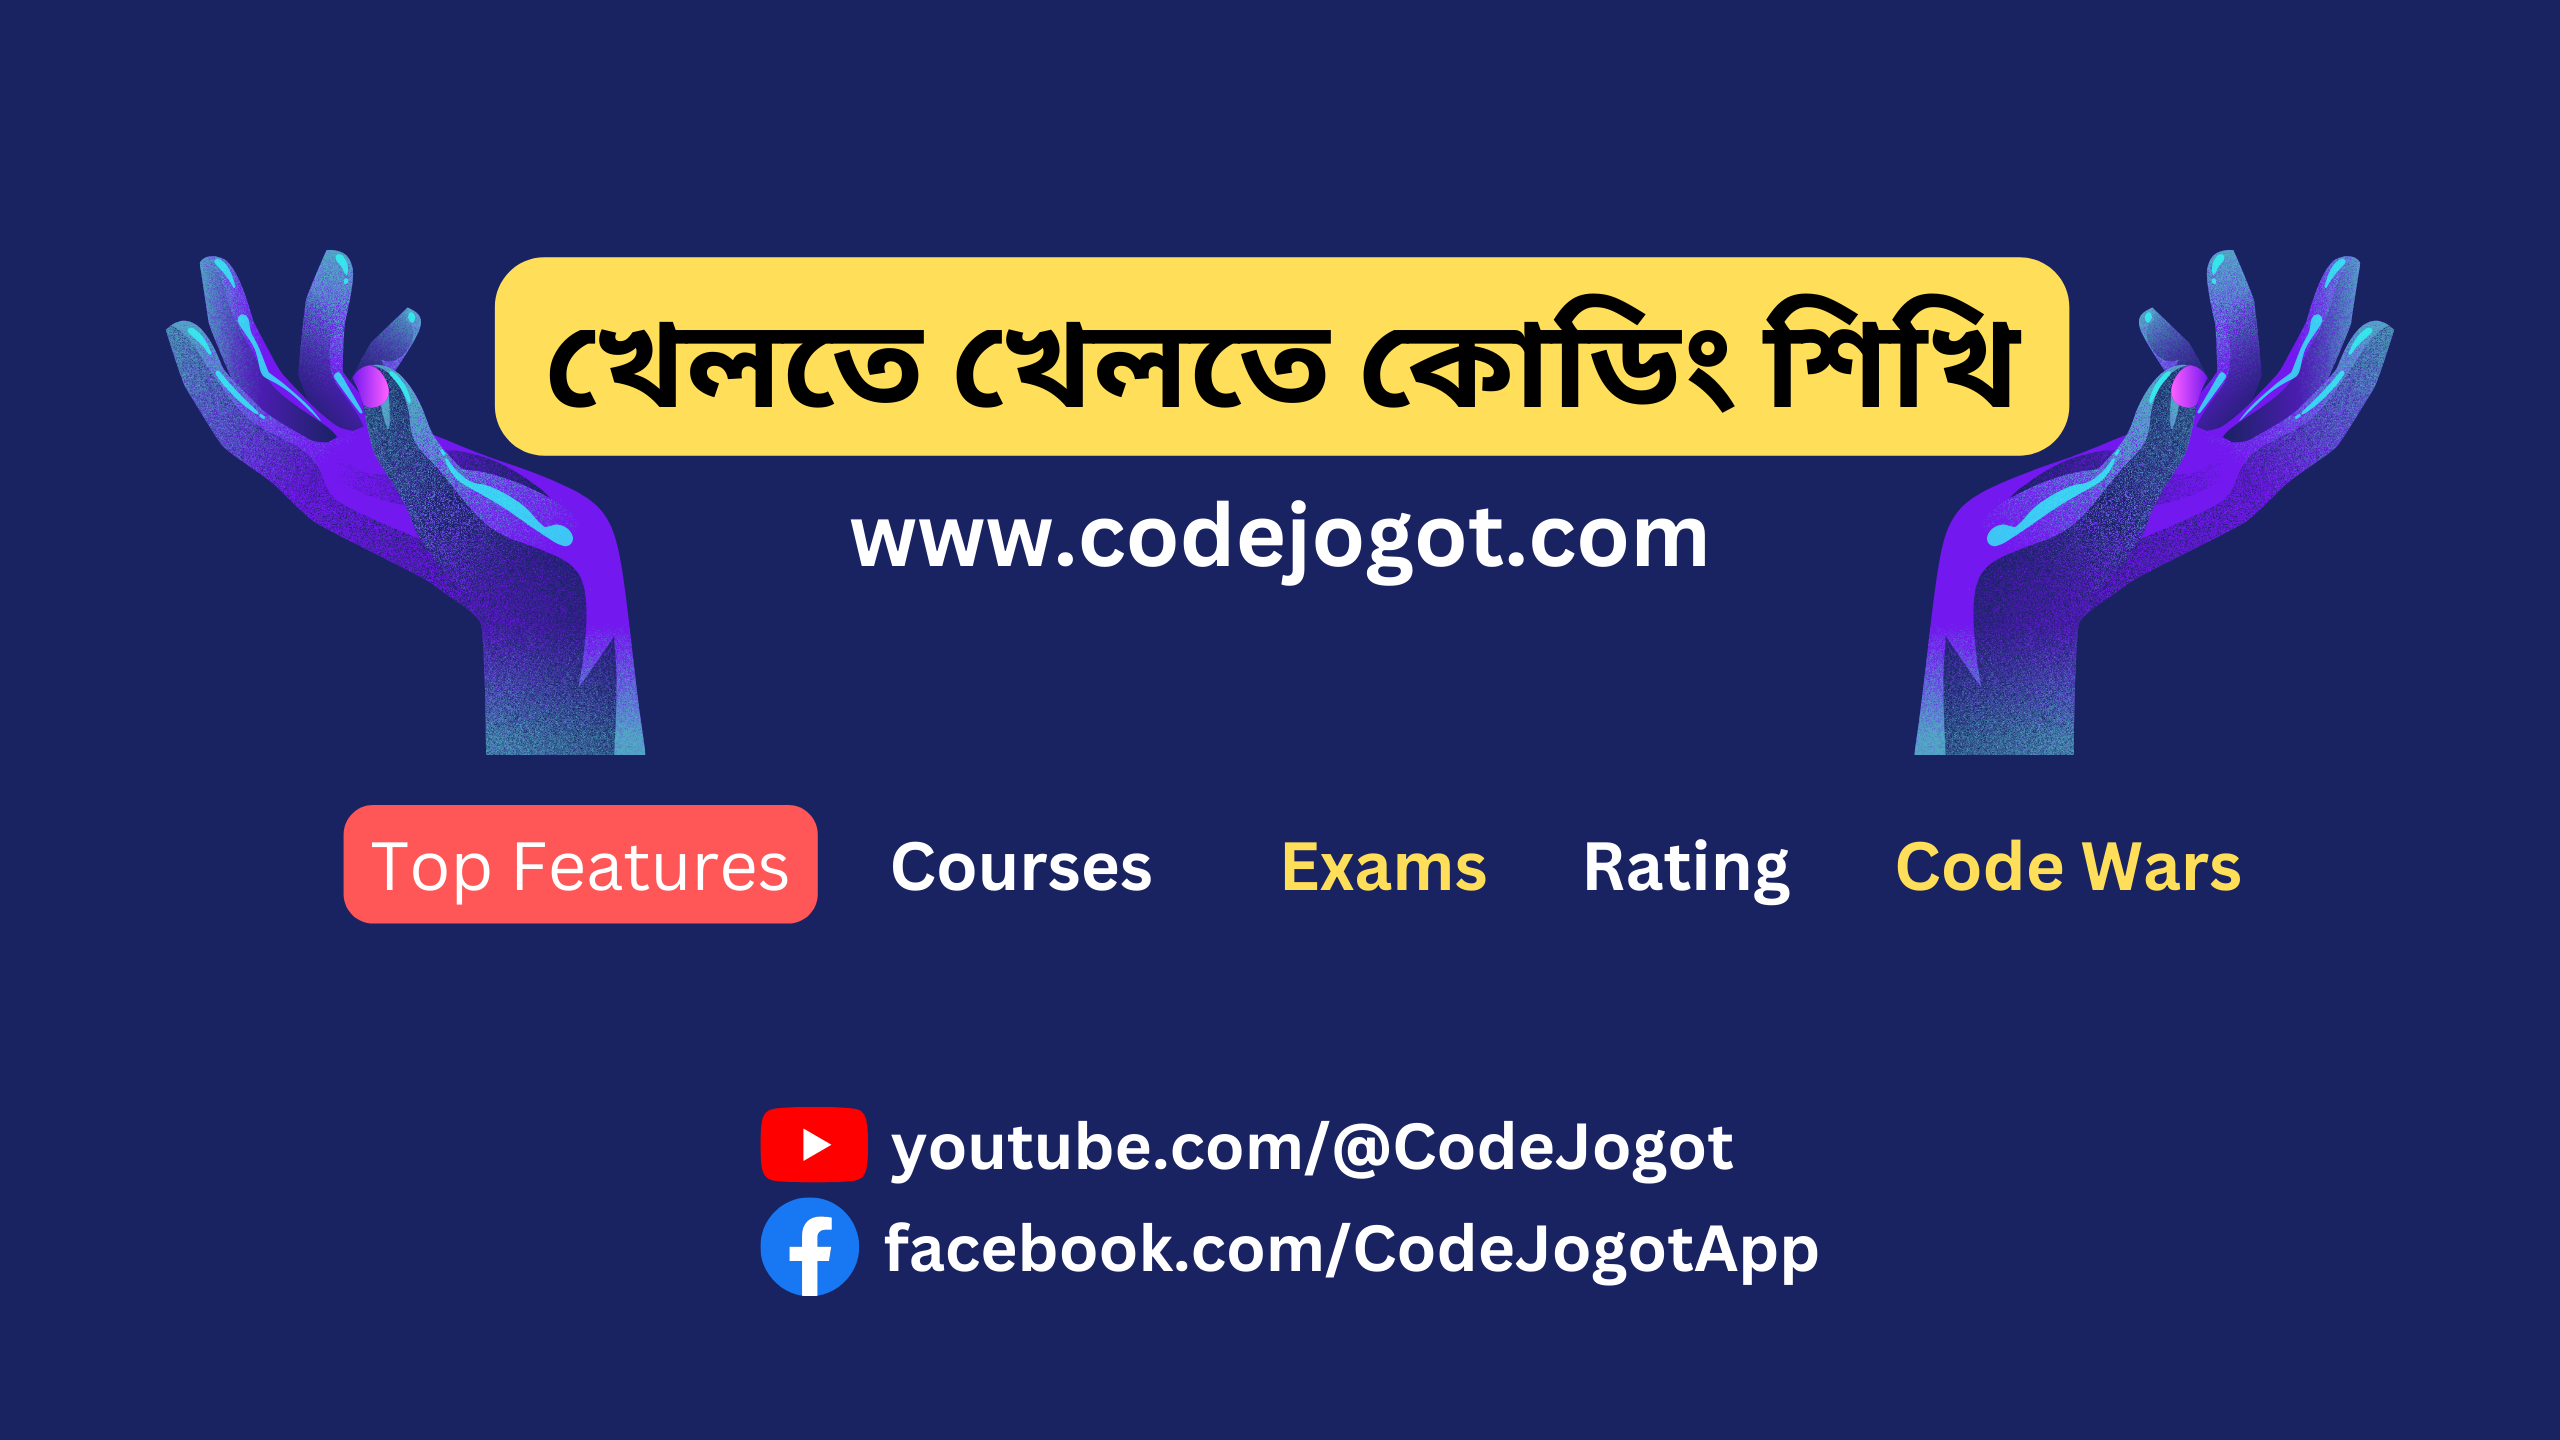 খেলতে খেলতে কোডিং শিখি
www.codejogot.com
Top Features Courses Exams Rating Code Wars
youtube.com/@CodeJogot
facebook.com/CodeJogotApp